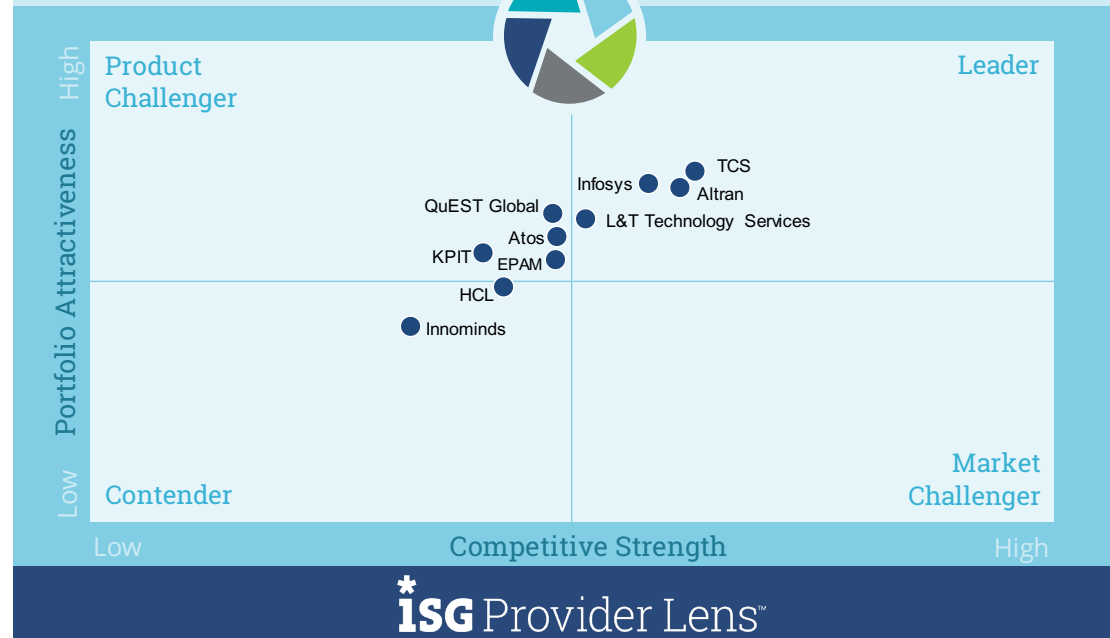 High
Product
Challenger
Leader
Portfolio Attractiveness
TCS
Infosys
Altran
QuEST Global
L&T Technology Services
Atos
KPIT
EPAM
HCL
Innominds
Low
Contender
Market
Challenger
Low
Competitive Strength
High
ISG Provider Lens™